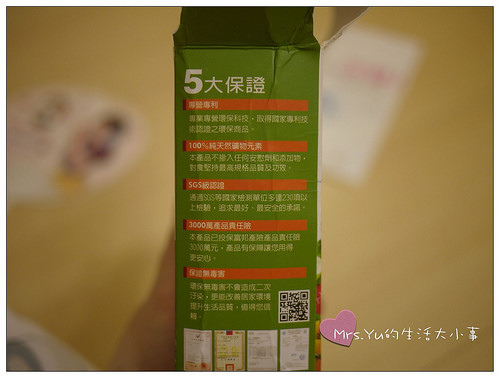 5大保證
專營專利
專業專營環保科技，取得國家專利技
術認證之環保商品。
100%純天然礦物元素
本產品不摻入任何安慰劑和添加物，
對會堅持最高規格品質及功效。
SGS級認證
透過SGS等國家檢測單位多達230項以
上檢驗，追求最好、最安全的承諾。
3000萬產品責任險
本產品已投保富邦產險產品責任險
3000萬元，產品有保障讓您用得
更安心。
保證無毒害
環保無毒害不會造成二次
汙染，更能改善居家環境
提升生活品質，值得您信
賴。
Mrs.Yu的生活大小事